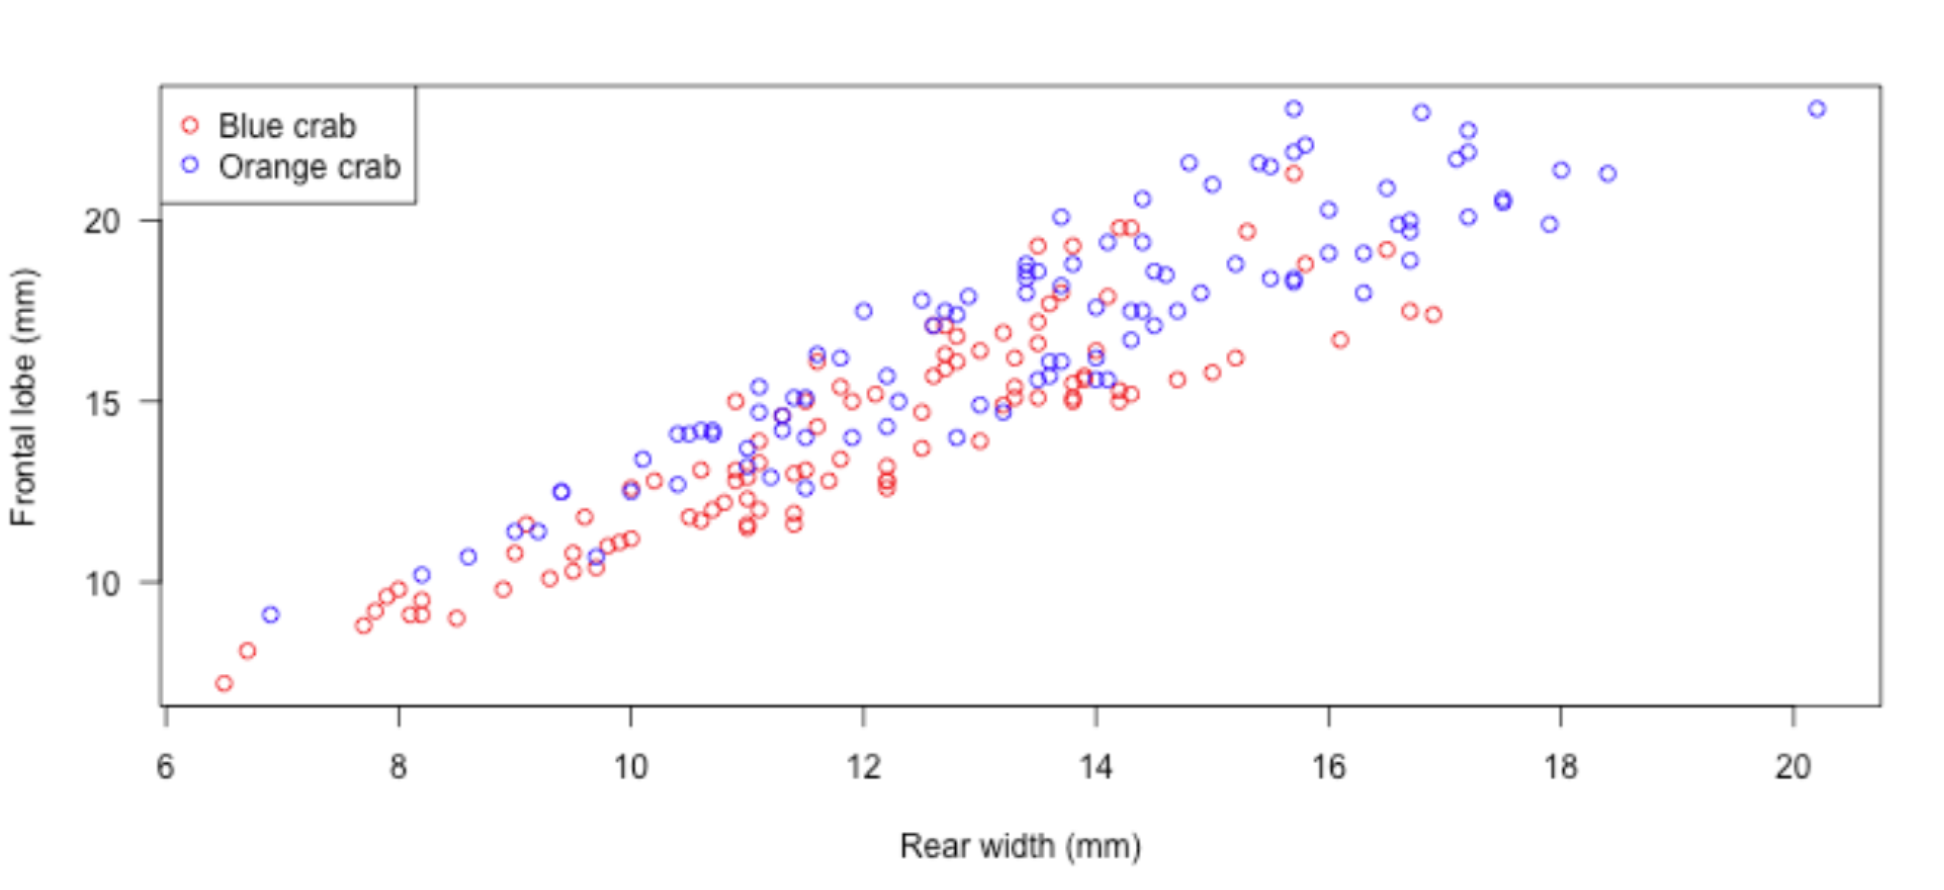 Blue crab
Orange crab
20
15
10
Frontal lobe (mm)
6 8 10 12 14 16 18 20
Rear width (mm)